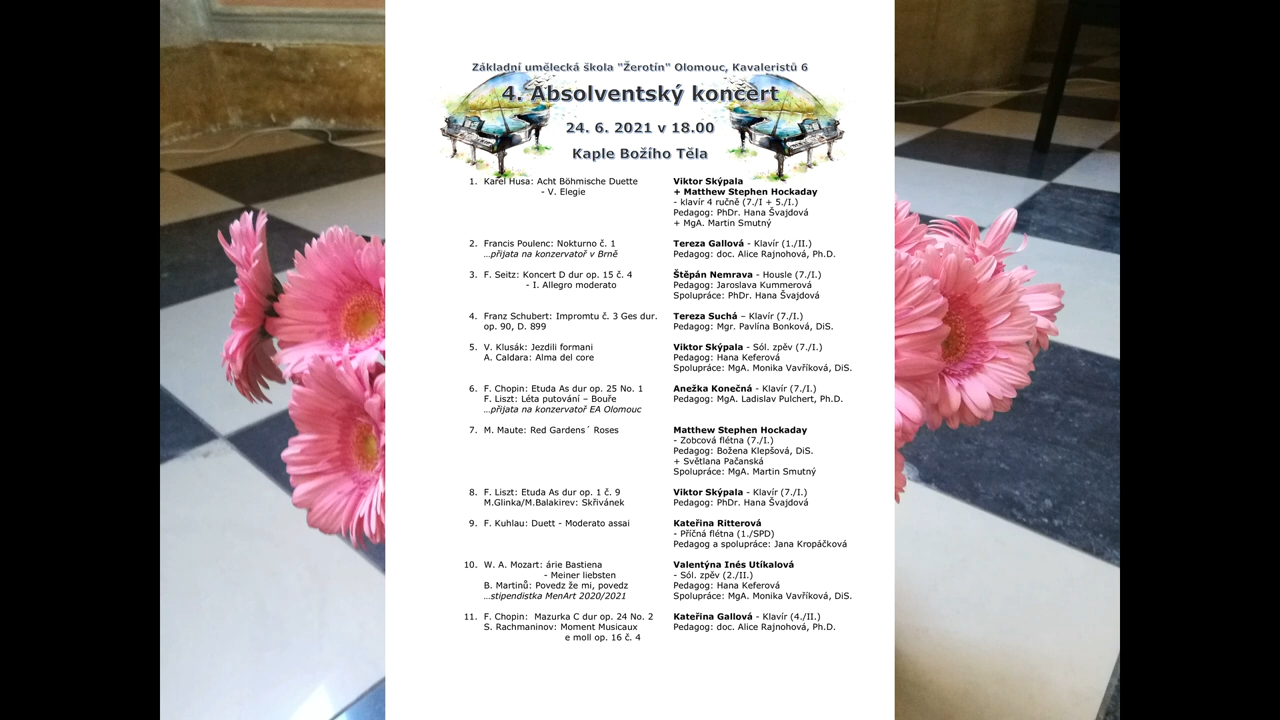 Základní umělecká škola "Žerotín" Olomouc, Kavaleristů 6
4. Absolventský koncert
24. 6. 2021 v 18.00
Kaple Božího Těla
1. Karel Husa: Acht Böhmische Duette
- V. Elegie
Viktor Skýpala
+ Matthew Stephen Hockaday
- klavír 4 ručně (7./I + 5./I.)
Pedagog: PhDr. Hana Švajdová
+ MgA. Martin Smutný
2. Francis Poulenc: Nokturno č. 1
...přijata na konzervatoř v Brně
Tereza Gallová - Klavír (1./II.)
Pedagog: doc. Alice Rajnohová, Ph.D.
3. F. Seitz: Koncert D dur op. 15 č. 4
- I. Allegro moderato
Štěpán Nemrava - Housle (7./I.)
Pedagog: Jaroslava Kummerová
Spolupráce: PhDr. Hana Švajdová
4. Franz Schubert: Impromtu č. 3 Ges dur.
op. 90, D. 899
Tereza Suchá – Klavír (7./I.)
Pedagog: Mgr. Pavlína Bonková, DiS.
5. V. Klusák: Jezdili formani
A. Caldara: Alma del core
Viktor Skýpala - Sól. zpěv (7./I.)
Pedagog: Hana Keferová
Spolupráce: MgA. Monika Vavříková, DiS.
6. F. Chopin: Etuda As dur op. 25 No. 1
F. Liszt: Léta putování – Bouře
...přijata na konzervatoř EA Olomouc
Anežka Konečná - Klavír (7./I.)
Pedagog: MgA. Ladislav Pulchert, Ph.D.
7. M. Maute: Red Gardens´ Roses
Matthew Stephen Hockaday
- Zobcová flétna (7./I.)
Pedagog: Božena Klepšová, DiS.
+ Světlana Pačanská
Spolupráce: MgA. Martin Smutný
8. F. Liszt: Etuda As dur op. 1 č. 9
M.Glinka/M.Balakirev: Skřivánek
Viktor Skýpala - Klavír (7./I.)
Pedagog: PhDr. Hana Švajdová
9. F. Kuhlau: Duett - Moderato assai
Kateřina Ritterová
- Příčná flétna (1./SPD)
Pedagog a spolupráce: Jana Kropáčková
10. W. A. Mozart: árie Bastiena
- Meiner liebsten
B. Martinů: Povedz že mi, povedz
...stipendistka MenArt 2020/2021
Valentýna Inés Utíkalová
- Sól. zpěv (2./II.)
Pedagog: Hana Keferová
Spolupráce: MgA. Monika Vavříková, DiS.
11. F. Chopin: Mazurka C dur op. 24 No. 2
S. Rachmaninov: Moment Musicaux
e moll op. 16 č. 4
Kateřina Gallová - Klavír (4./II.)
Pedagog: doc. Alice Rajnohová, Ph.D.